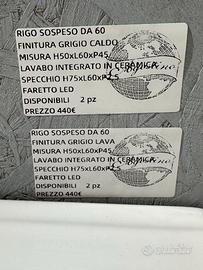 RIGO SOSPESO DA 60
FINITURA GRIGIO CALDO
MISURA H50xL60xP45
LAVABO INTEGRATO IN CERAMICA
SPECCHIO H75xL60xP2,5
FARETTO LED
DISPONIBILI 2 pz
PREZZO 440€
RIGO SOSPESO DA 60
FINITURA GRIGIO LAVA
MISURA H50xL60xP45
LAVABO INTEGRATO IN CERAMICA
SPECCHIO H75xL60xP2,5
FARETTO LED
DISPONIBILI 2 pz
PREZZO 440€